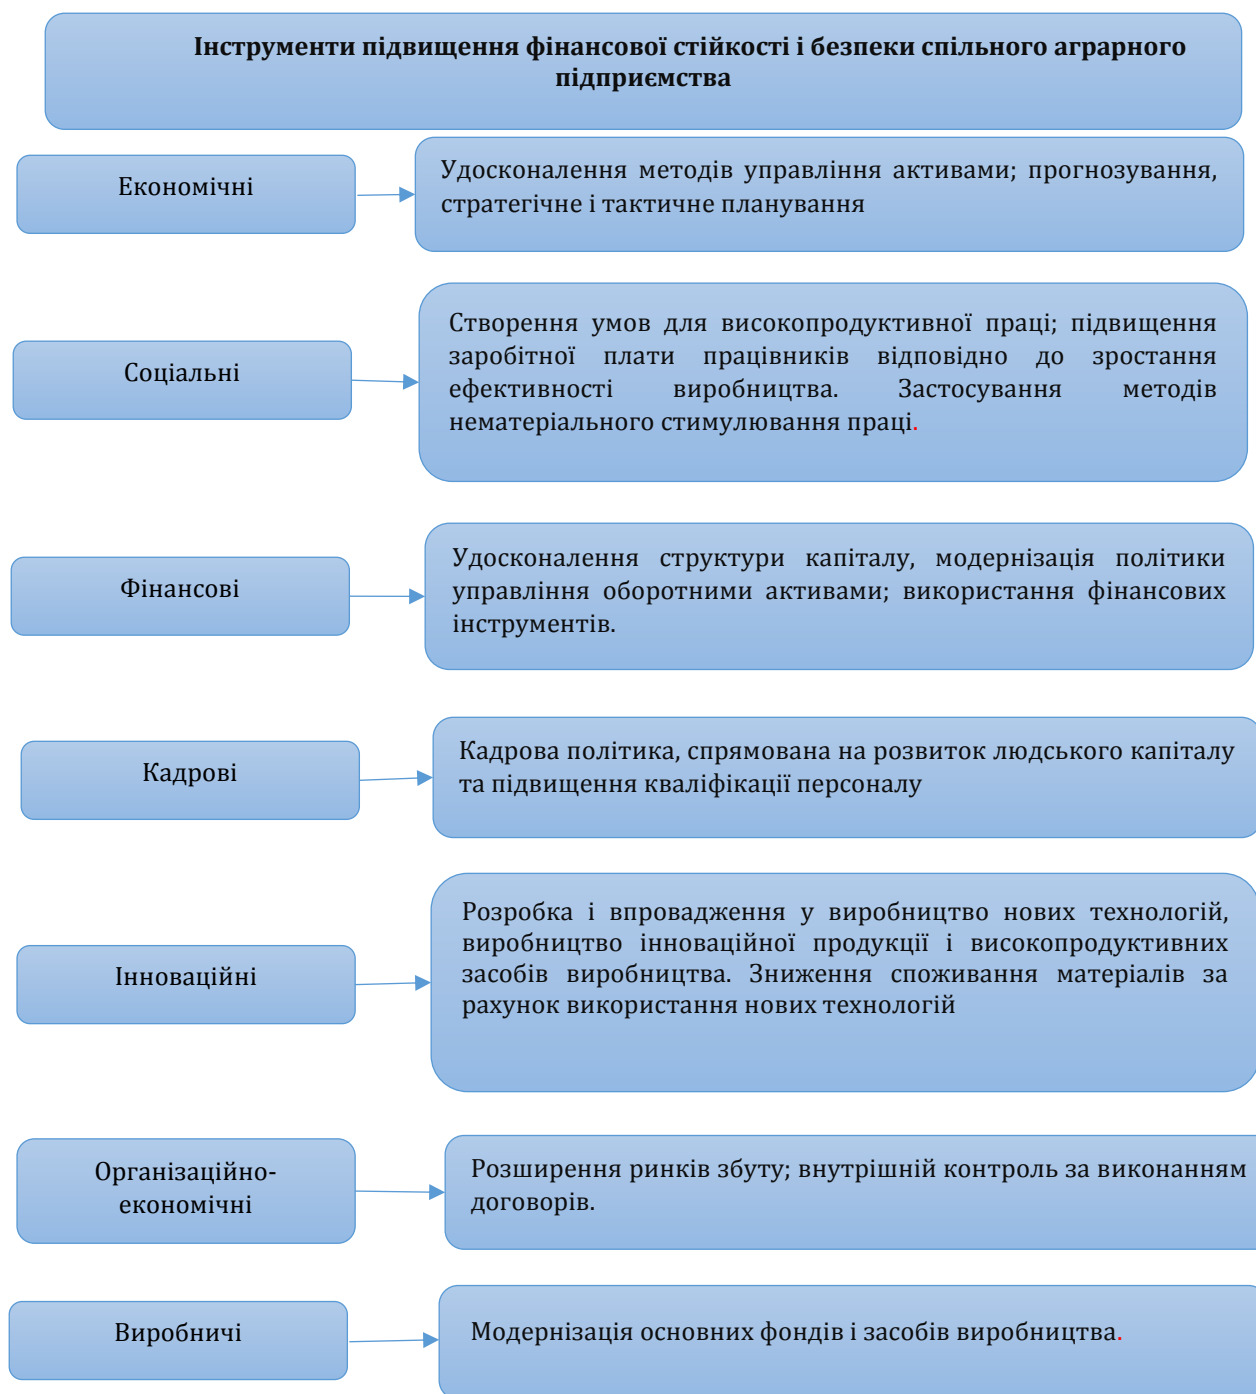 Інструменти підвищення фінансової стійкості і безпеки спільного аграрного
підприємства
Економічні
Удосконалення методів управління активами; прогнозування,
стратегічне і тактичне планування
Соціальні
Створення умов для високопродуктивної праці; підвищення
заробітної плати працівників відповідно до зростання
ефективності виробництва. Застосування методів
нематеріального стимулювання праці.
Фінансові
Удосконалення структури капіталу, модернізація політики
управління оборотними активами; використання фінансових
інструментів.
Кадрові
Кадрова політика, спрямована на розвиток людського капіталу
та підвищення кваліфікації персоналу
Інноваційні
Розробка і впровадження у виробництво нових технологій,
виробництво інноваційної продукції і високопродуктивних
засобів виробництва. Зниження споживання матеріалів за
рахунок використання нових технологій
Організаційно-
економічні
Розширення ринків збуту; внутрішній контроль за виконанням
договорів.
Виробничі
Модернізація основних фондів і засобів виробництва.